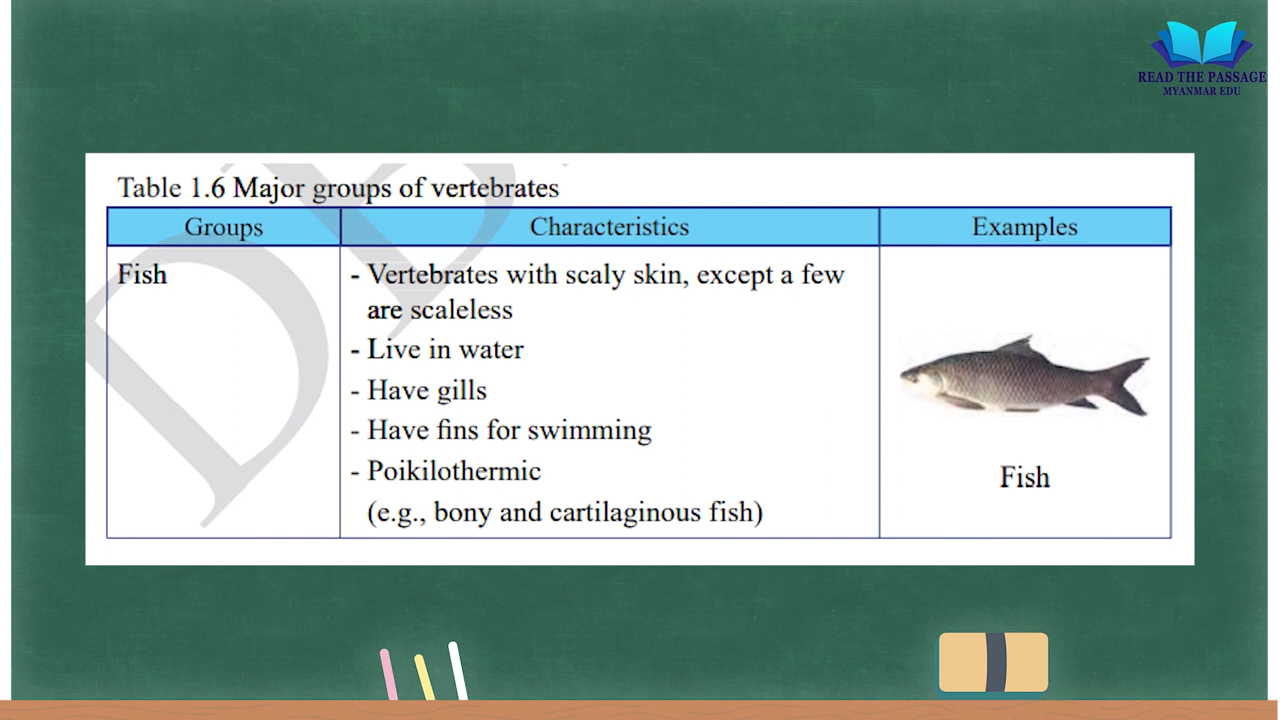 READ THE PASSAGE
MYANMAR EDU
Table 1.6 Major groups of vertebrates
Groups Characteristics Examples
Fish
- Vertebrates with scaly skin, except a few
are scaleless
- Live in water
- Have gills
- Have fins for swimming
- Poikilothermic
(e.g., bony and cartilaginous fish)
Fish